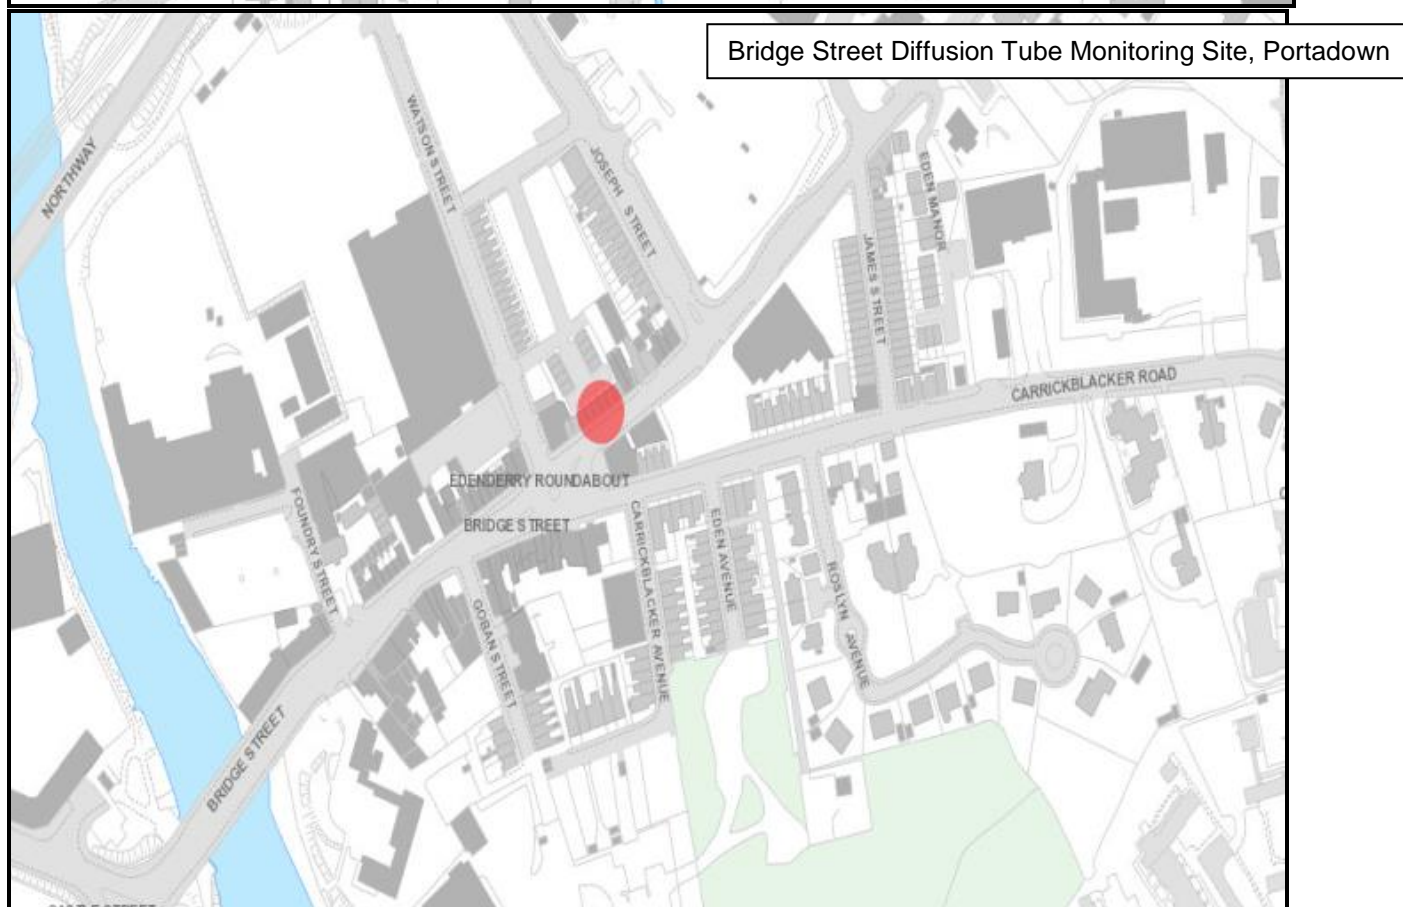 Bridge Street Diffusion Tube Monitoring Site, Portadown
NORTHWAY
WATSON STREET
JOSEPH STREET
EDEN MANOR
JAMES STREET
CARRICKBLACKER ROAD
EDENDERRY ROUNDABOUT
BRIDGE STREET
FOUNDRY STREET
CARRICKBLACKER AVENUE
EDEN AVENUE
ROSLYN AVENUE
GOBAN STREET
BRIDGE STREET